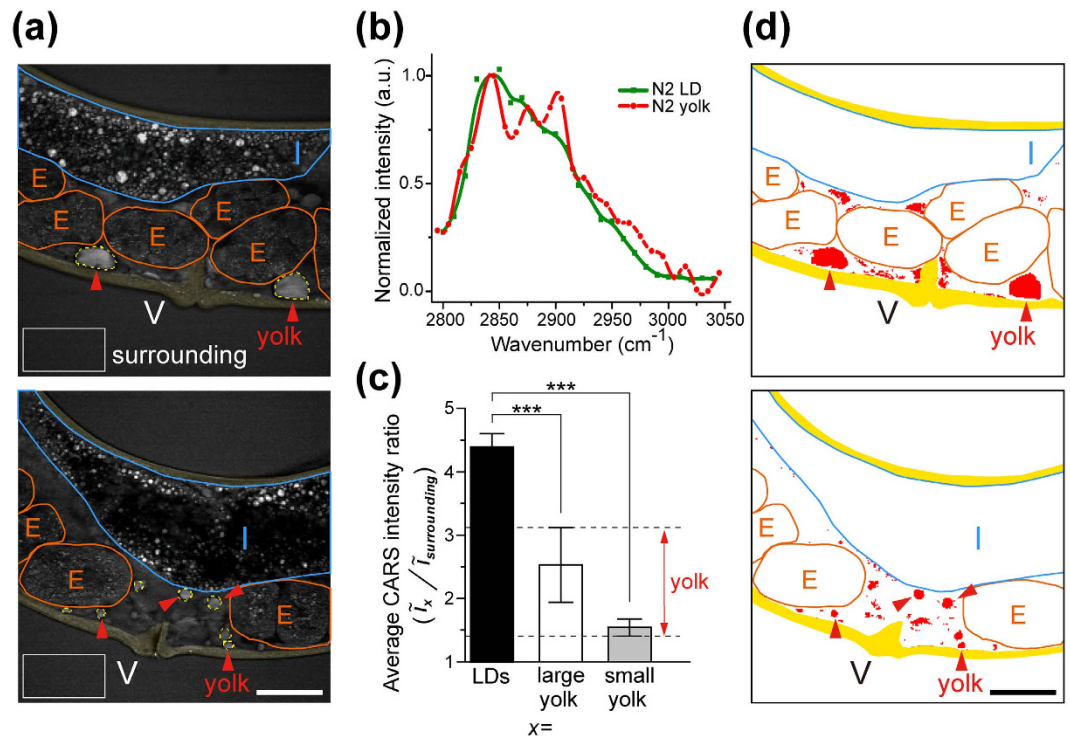 (a)
I
E
E
E
E
E
V
yolk
surrounding
I
E
E
E
V
yolk
(b)
Normalized intensity (a.u.)
1.0
0.5
0.0
N2 LD
N2 yolk
2800 2850 2900 2950 3000 3050
Wavenumber (cm⁻¹)
(c)
Average CARS intensity ratio
(ĩx/ĩsurrounding)
5
4
3
2
1
***
***
yolk
LDs
large yolk
small yolk
x=
(d)
I
E
E
E
E
E
V
yolk
I
E
E
E
V
yolk